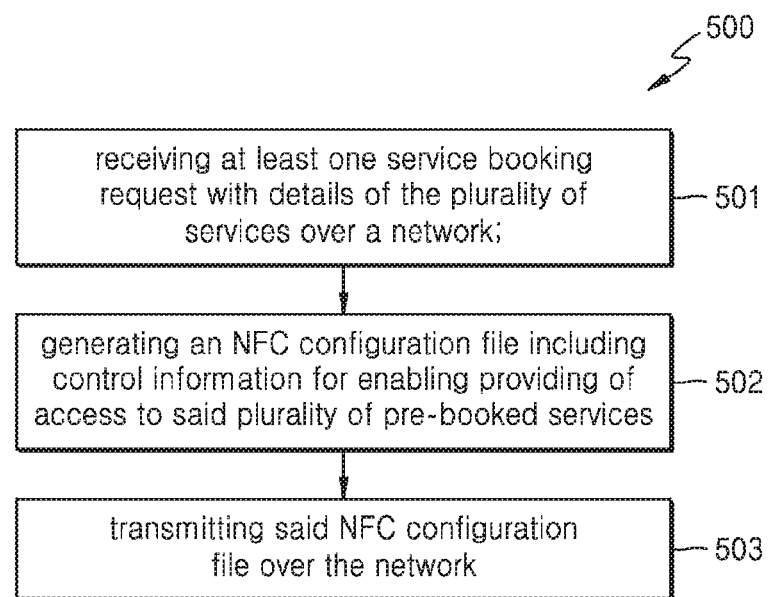 500
receiving at least one service booking
request with details of the plurality of
services over a network;
501
generating an NFC configuration file including
control information for enabling providing of
access to said plurality of pre-booked services
502
transmitting said NFC configuration
file over the network
503